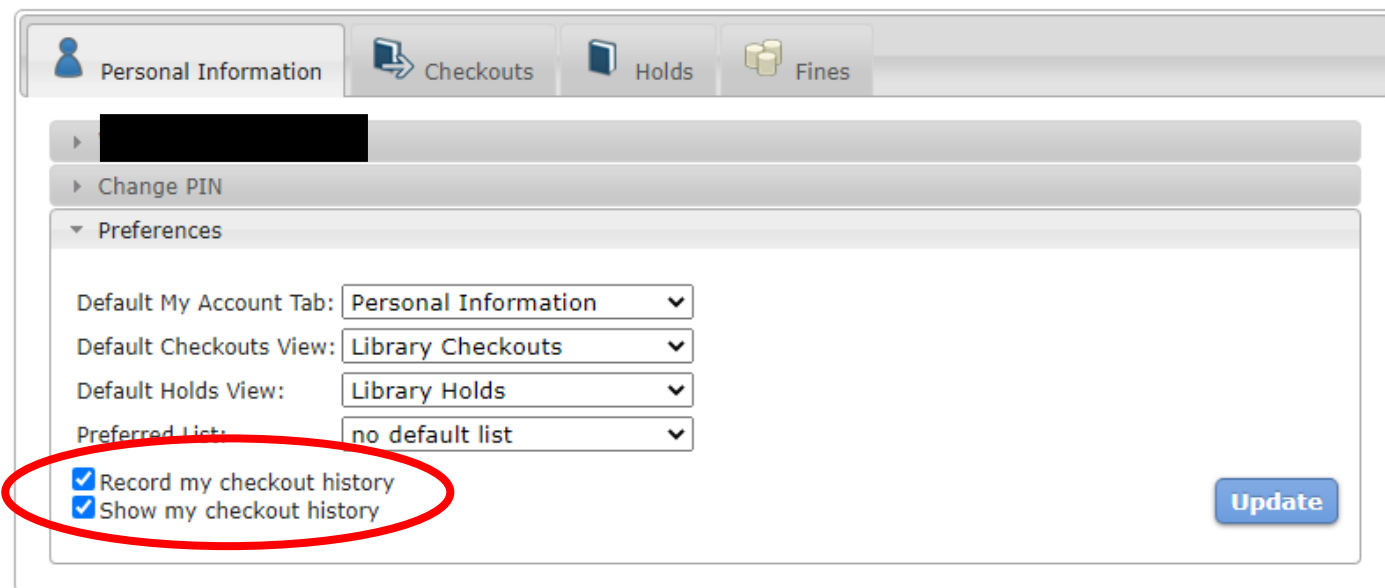 Personal Information Checkouts Holds Fines
Change PIN
Preferences
Default My Account Tab: Personal Information
Default Checkouts View: Library Checkouts
Default Holds View: Library Holds
Preferred List: no default list
Record my checkout history
Show my checkout history
Update